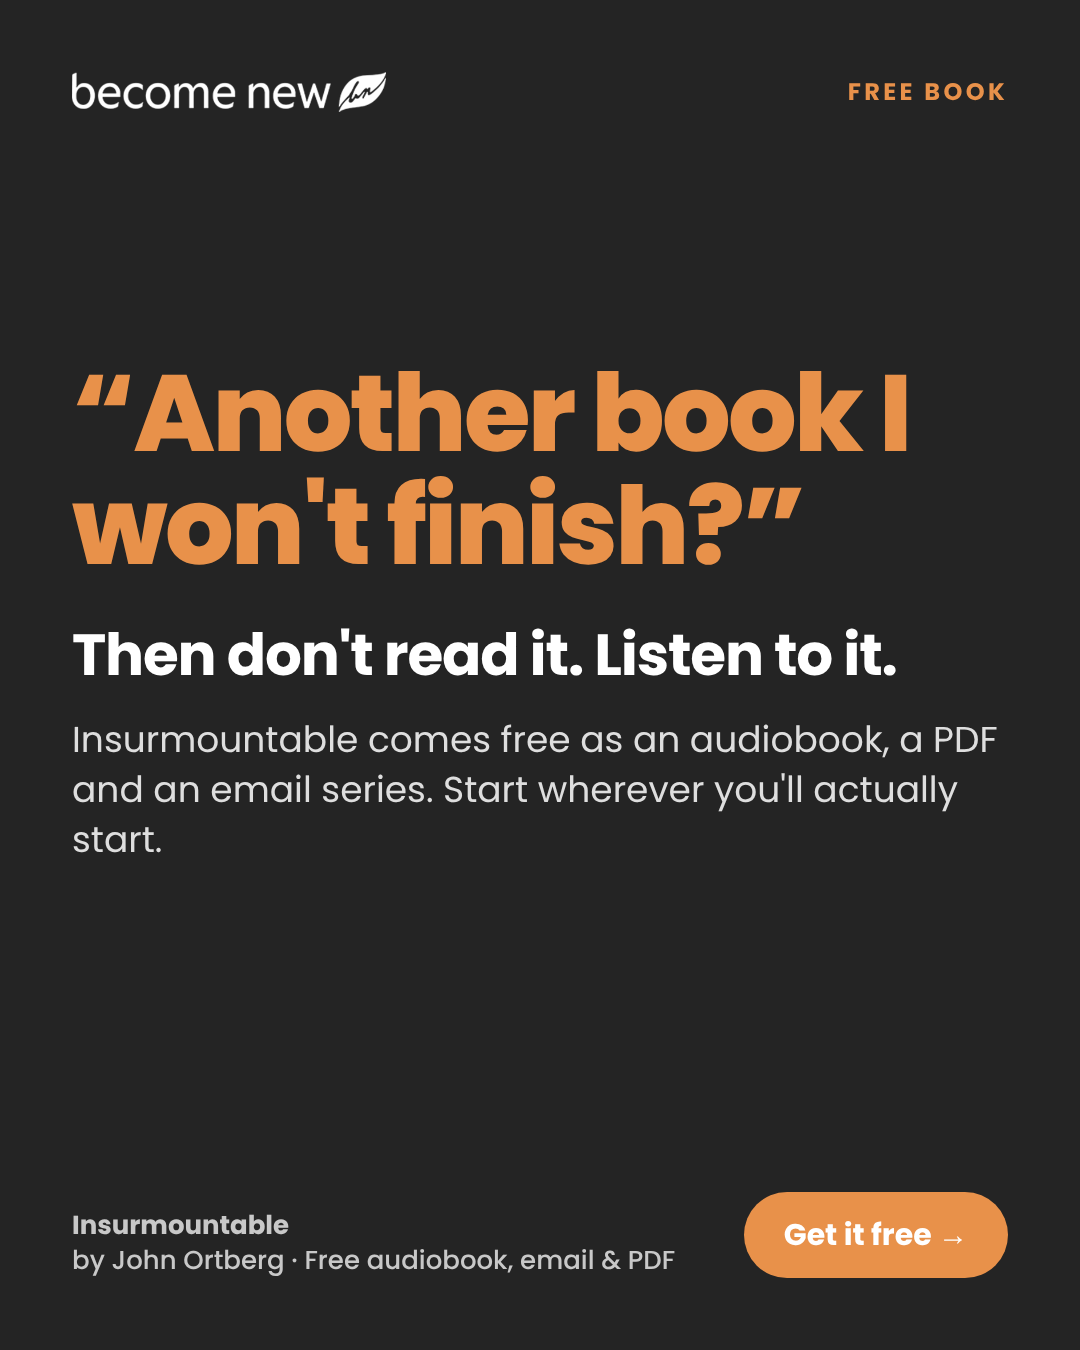 become new bn
FREE BOOK
“Another book I
won't finish?”
Then don't read it. Listen to it.
Insurmountable comes free as an audiobook, a PDF
and an email series. Start wherever you'll actually
start.
Insurmountable
by John Ortberg · Free audiobook, email & PDF
Get it free →